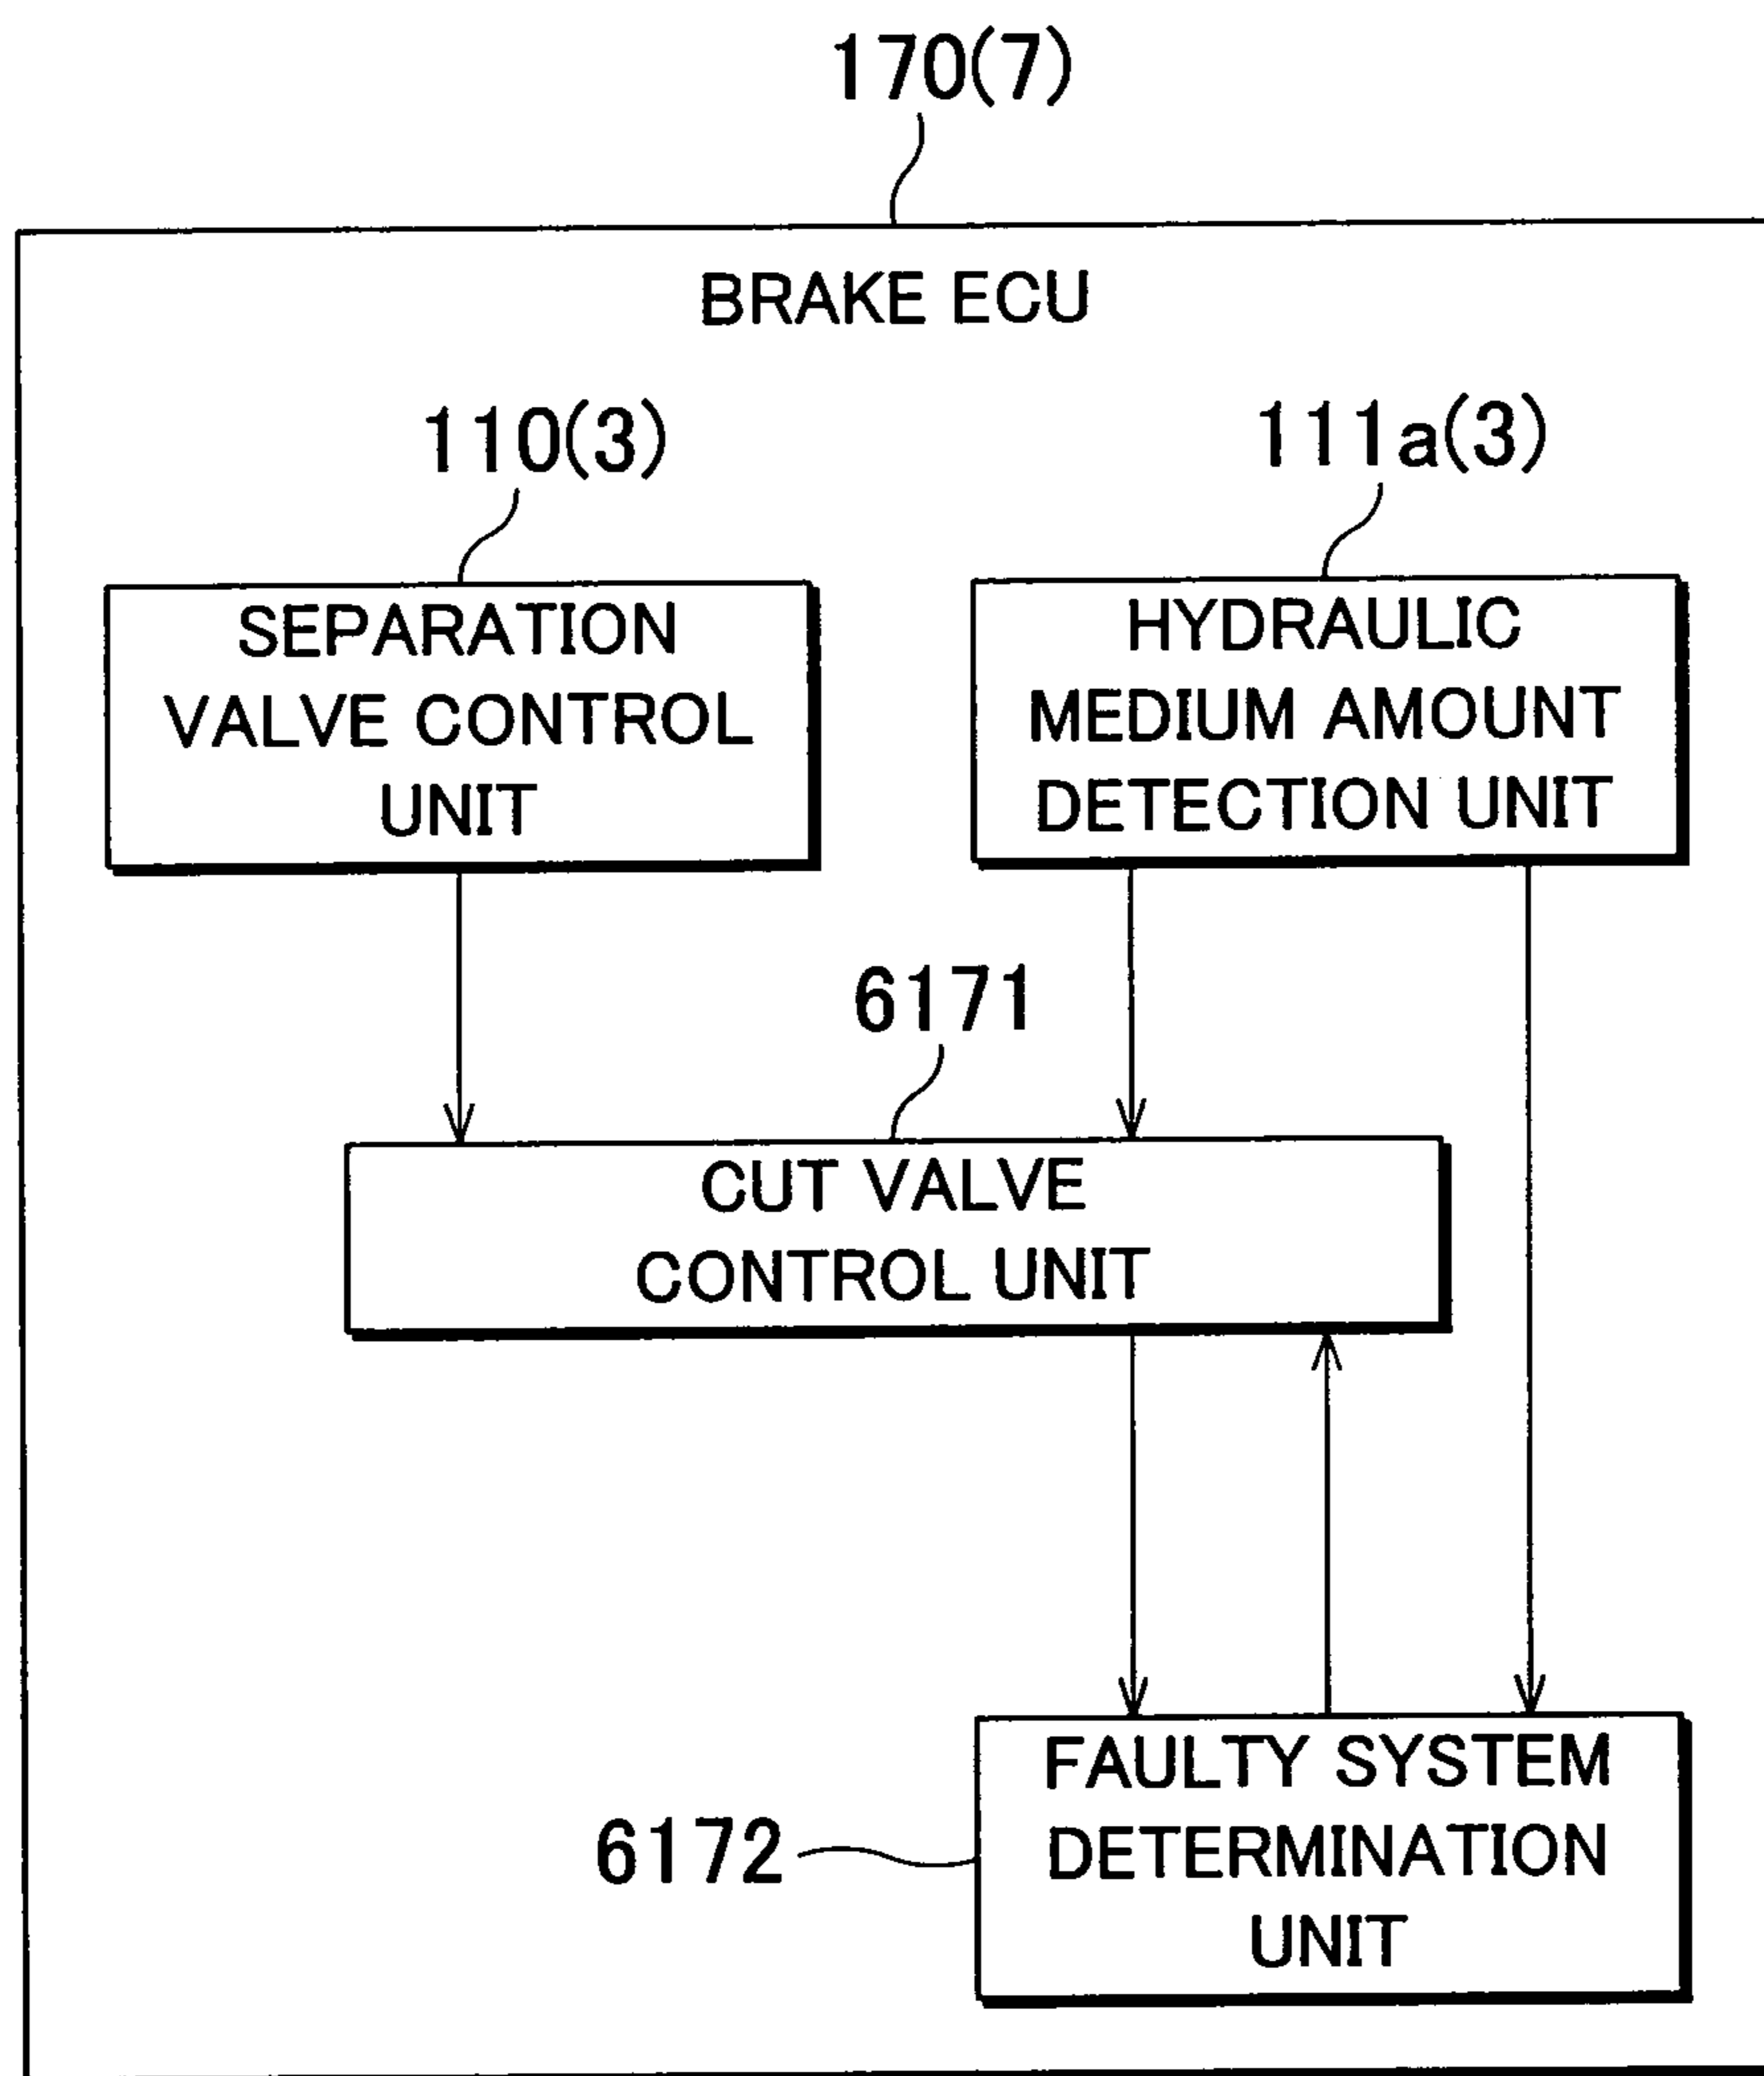 170(7)
BRAKE ECU
110(3)
111a(3)
SEPARATION
VALVE CONTROL
UNIT
HYDRAULIC
MEDIUM AMOUNT
DETECTION UNIT
6171
CUT VALVE
CONTROL UNIT
6172
FAULTY SYSTEM
DETERMINATION
UNIT